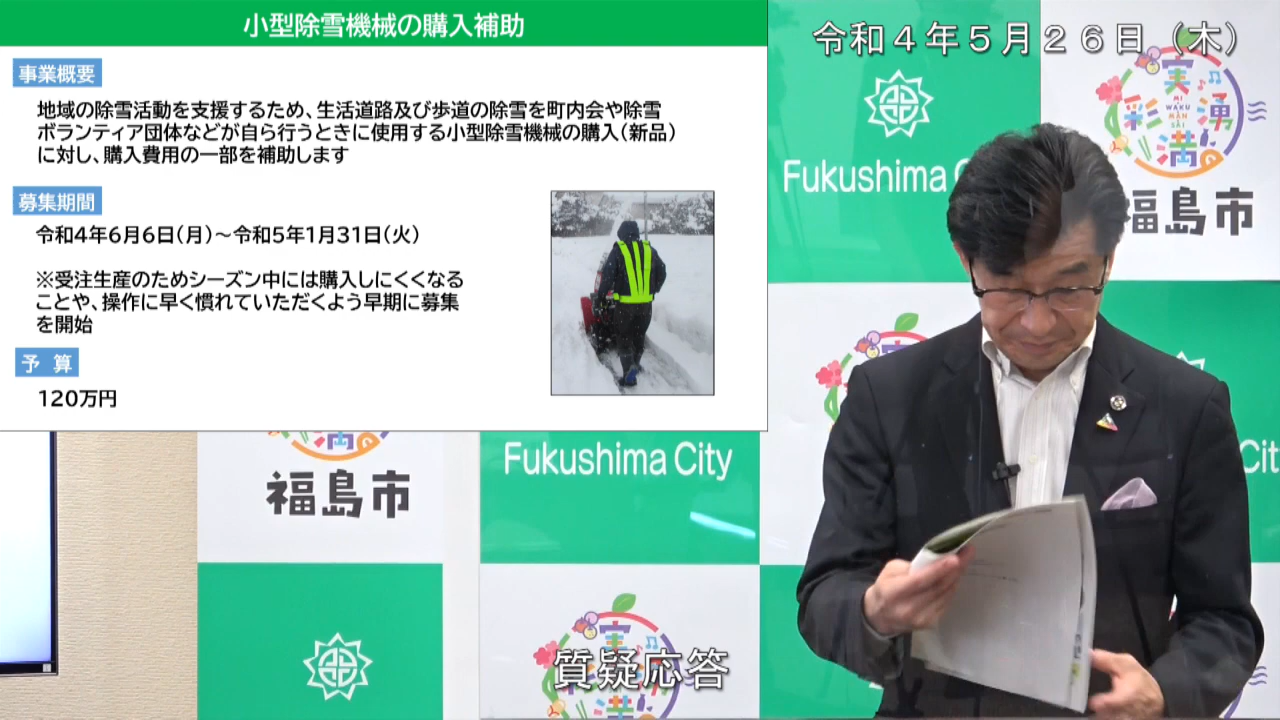 小型除雪機械の購入補助
事業概要
地域の除雪活動を支援するため、生活道路及び歩道の除雪を町内会や除雪
ボランティア団体などが自ら行うときに使用する小型除雪機械の購入（新品）
に対し、購入費用の一部を補助します
募集期間
令和4年6月6日（月）～令和5年1月31日（火）
※受注生産のためシーズン中には購入しにくくなる
ことや、操作に早く慣れていただくよう早期に募集
を開始
予 算
120万円
令和４年５月２６日（木）
Fukushima
実湧彩満
MI
WAKU
MAN
SAI
福島市
福島市
Fukushima City
Cit
質疑応答